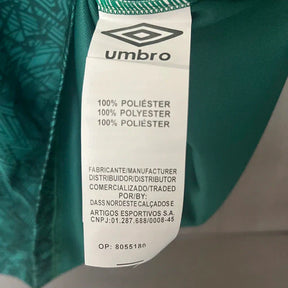 umbro
100% POLIÉSTER
100% POLYESTER
100% POLIÉSTER
FABRICANTE/MANUFACTURER
DISTRIBUIDOR/DISTRIBUTOR
COMERCIALIZADO/TRADED
POR/BY:
DASS NORDESTE CALÇADOS E
ARTIGOS ESPORTIVOS S.A.
CNPJ: 01.287.688/0008-45
OP: 8055180